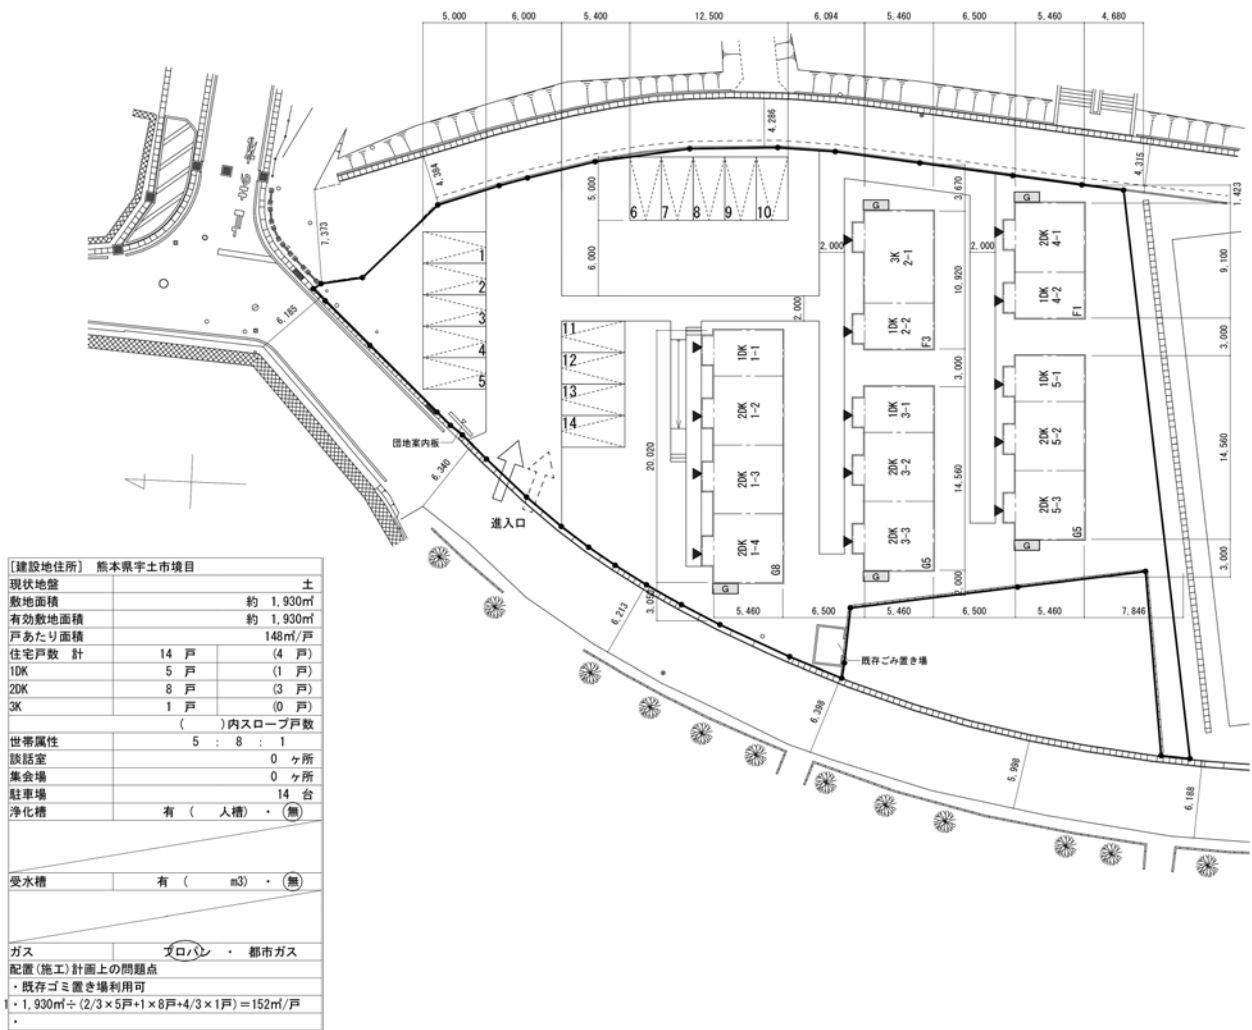 5,000 6,000 5,400 12,500 6,094 5,460 6,500 5,460 4,680
4,286
4,394
4,315
1,423
7,373
6,185
5,000
6,000
3,670
2,000
2,000
2,000
10,920
9,100
3,000
3,000
14,560
14,560
3,000
2,000
20,020
3,050
1
2
3
4
5
6 7 8 9 10
11
12
13
14
G
3K
2-1
1DK
2-2
F3
G
2DK
4-1
1DK
4-2
F1
1DK
1-1
2DK
1-2
2DK
1-3
2DK
1-4
G8
G
1DK
3-1
2DK
3-2
2DK
3-3
G5
G
1DK
5-1
2DK
5-2
2DK
5-3
G5
G
団地案内板
6,340
進入口
5,460 6,500 5,460 6,500 5,460 7,846
6,213
既存ごみ置き場
6,398
5,998
6,188
[建設地住所] 熊本県宇土市境目
現状地盤 土
敷地面積 約 1,930㎡
有効敷地面積 約 1,930㎡
戸あたり面積 148㎡/戸
住宅戸数 計 14 戸 (4 戸)
1DK 5 戸 (1 戸)
2DK 8 戸 (3 戸)
3K 1 戸 (0 戸)
( )内スロープ戸数
世帯属性 5 : 8 : 1
談話室 0 ヶ所
集会場 0 ヶ所
駐車場 14 台
浄化槽 有 ( 人槽) ・ 無
受水槽 有 ( m3) ・ 無
ガス プロパン ・ 都市ガス
配置(施工)計画上の問題点
・既存ゴミ置き場利用可
・1,930㎡÷(2/3×5戸+1×8戸+4/3×1戸)=152㎡/戸
・